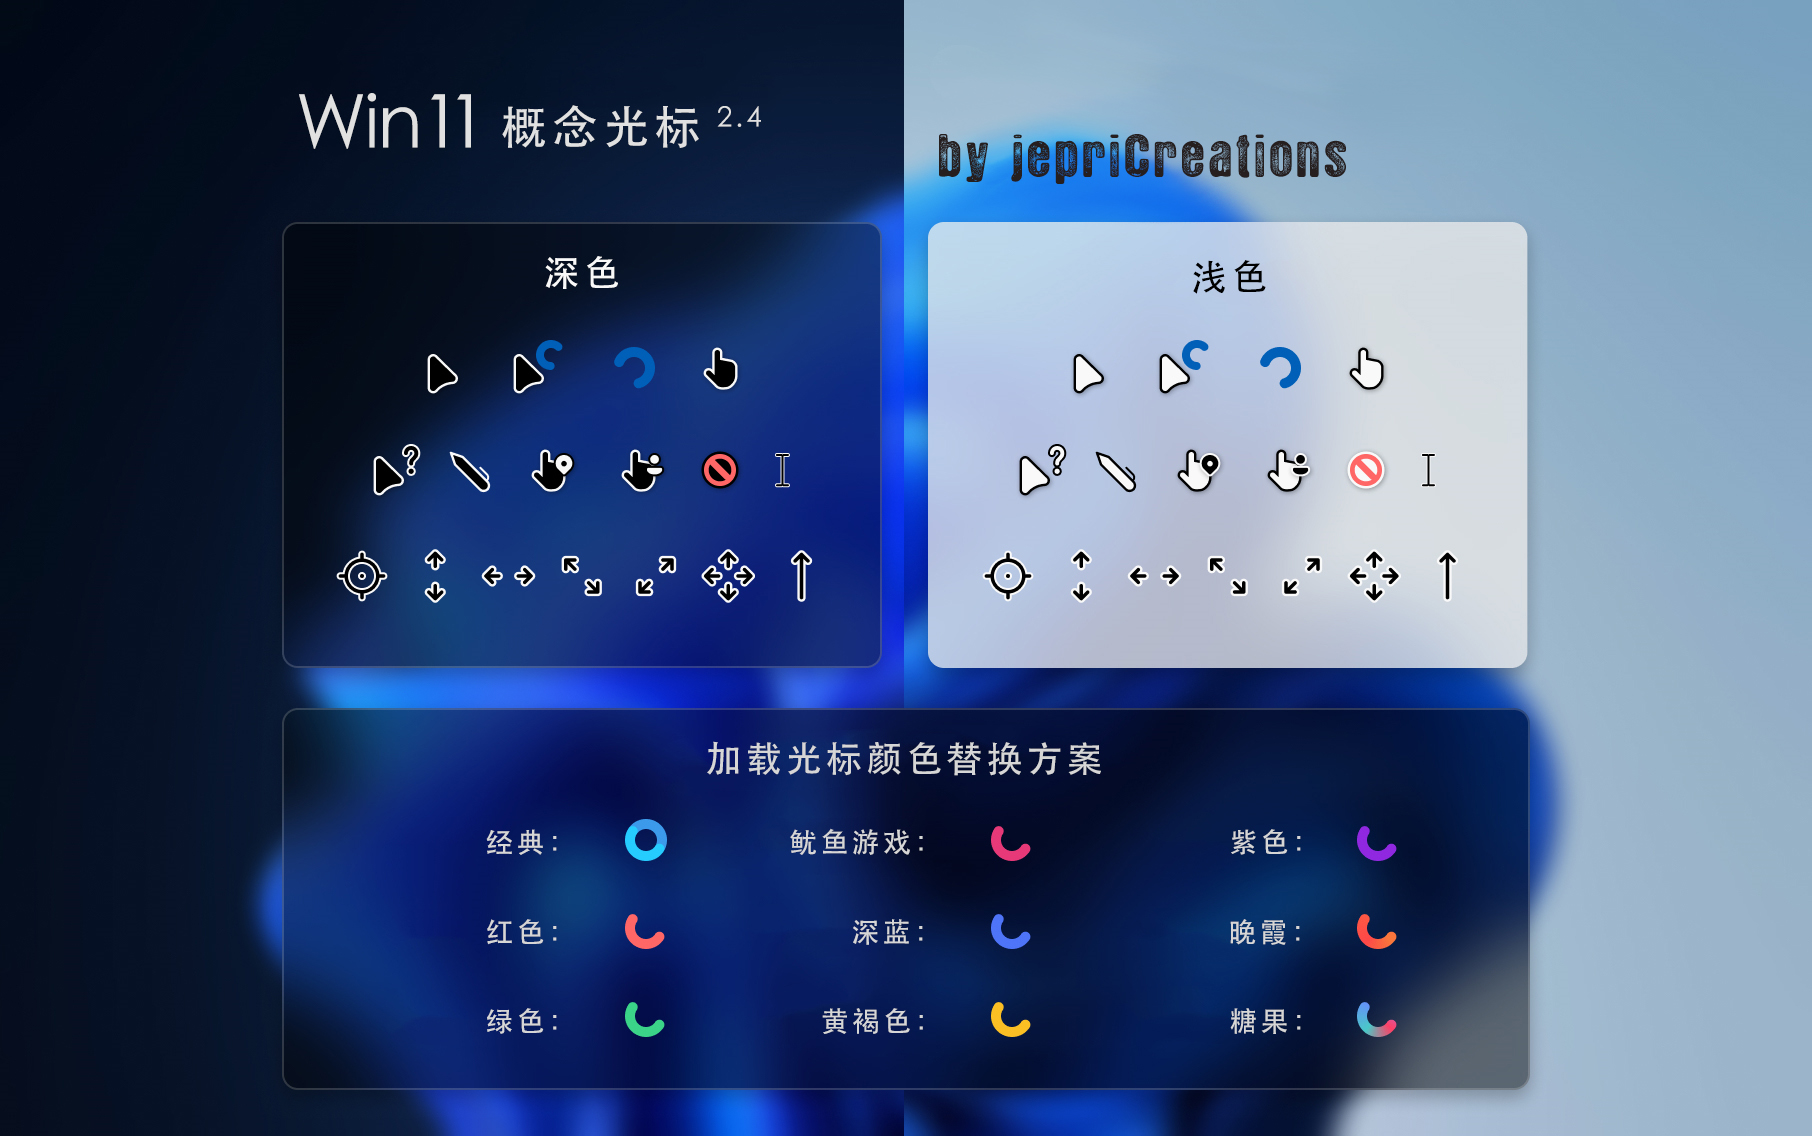 Win11 概念光标 2.4
by jepriCreations
深色
浅色
加载光标颜色替换方案
经典:
鱿鱼游戏:
紫色:
红色:
深蓝:
晚霞:
绿色:
黄褐色:
糖果: